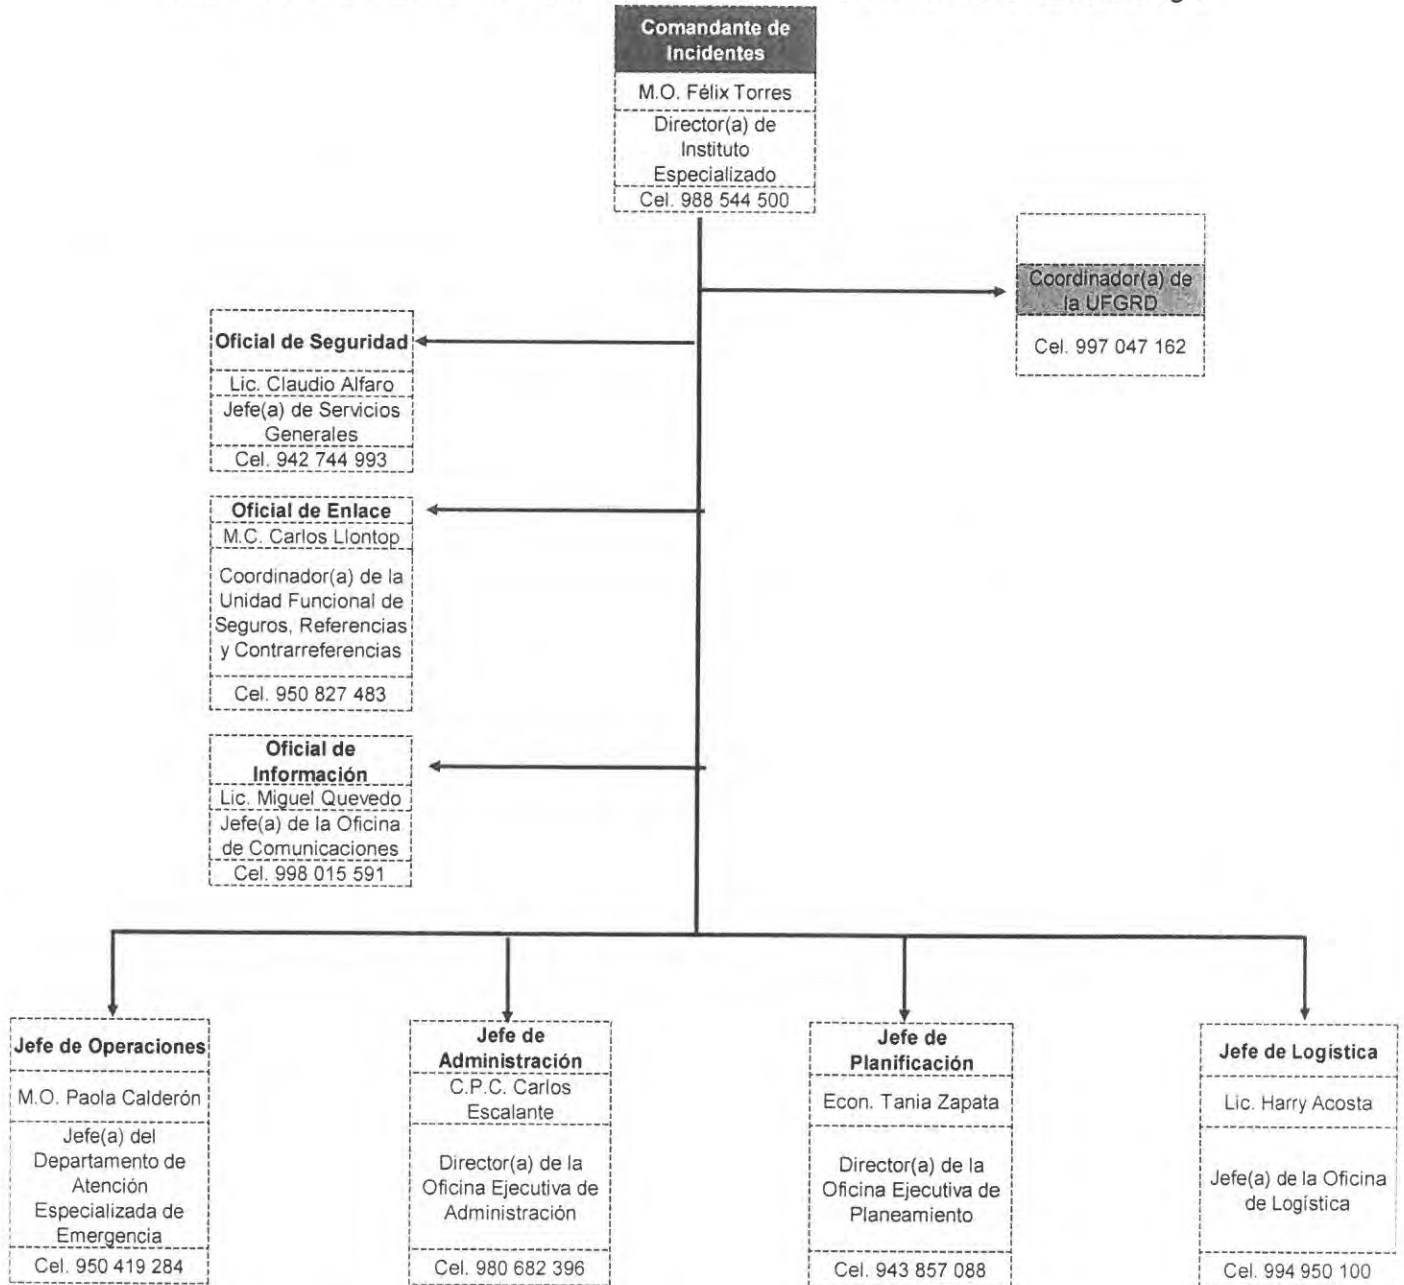 Comandante de
Incidentes
M.O. Félix Torres
Director(a) de
Instituto
Especializado
Cel. 988 544 500
Coordinador(a) de
la UFGRD
Cel. 997 047 162
Oficial de Seguridad
Lic. Claudio Alfaro
Jefe(a) de Servicios
Generales
Cel. 942 744 993
Oficial de Enlace
M.C. Carlos Llontop
Coordinador(a) de la
Unidad Funcional de
Seguros, Referencias
y Contrarreferencias
Cel. 950 827 483
Oficial de
Información
Lic. Miguel Quevedo
Jefe(a) de la Oficina
de Comunicaciones
Cel. 998 015 591
Jefe de Operaciones
M.O. Paola Calderón
Jefe(a) del
Departamento de
Atención
Especializada de
Emergencia
Cel. 950 419 284
Jefe de
Administración
C.P.C. Carlos
Escalante
Director(a) de la
Oficina Ejecutiva de
Administración
Cel. 980 682 396
Jefe de
Planificación
Econ. Tania Zapata
Director(a) de la
Oficina Ejecutiva de
Planeamiento
Cel. 943 857 088
Jefe de Logística
Lic. Harry Acosta
Jefe(a) de la Oficina
de Logística
Cel. 994 950 100